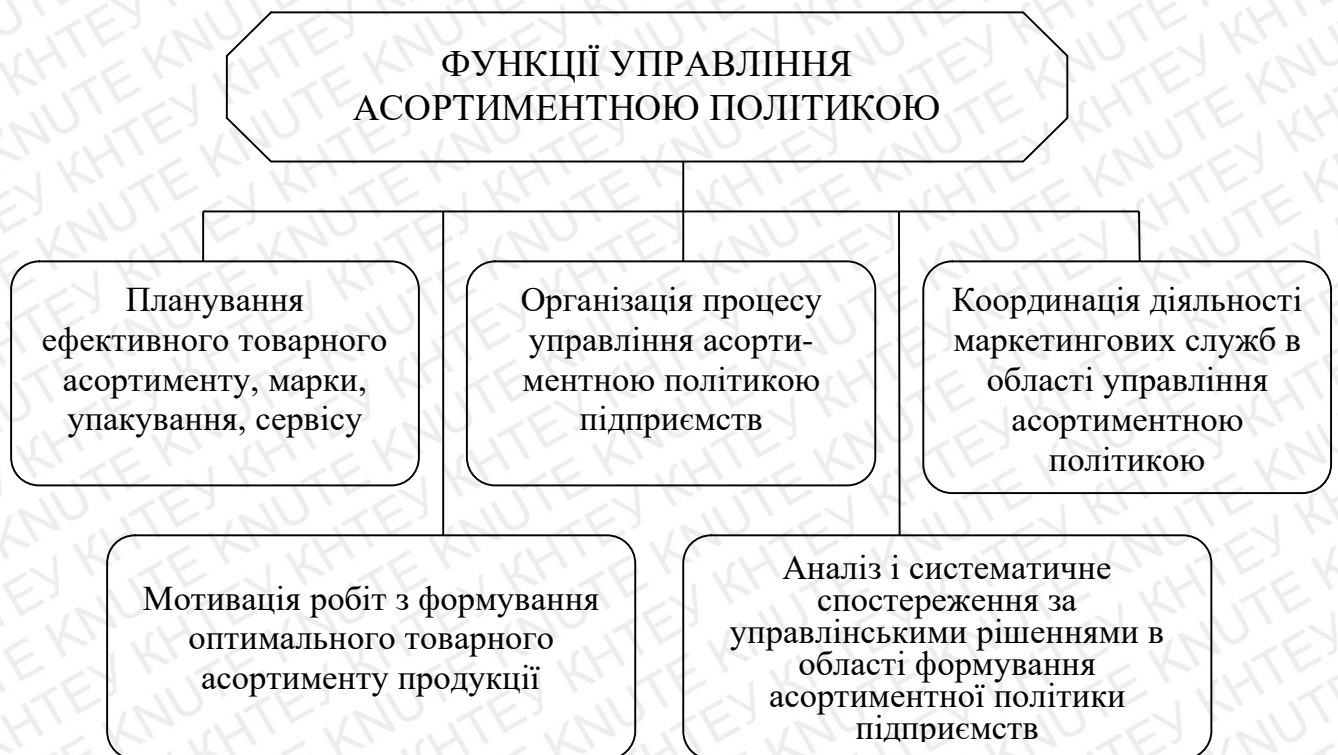 ФУНКЦІЇ УПРАВЛІННЯ
АСОРТИМЕНТНОЮ ПОЛІТИКОЮ
Планування
ефективного товарного
асортименту, марки,
упакування, сервісу
Організація процесу
управління асорти-
ментною політикою
підприємств
Координація діяльності
маркетингових служб в
області управління
асортиментною
політикою
Мотивація робіт з формування
оптимального товарного
асортименту продукції
Аналіз і систематичне
спостереження за
управлінськими рішеннями в
області формування
асортиментної політики
підприємств